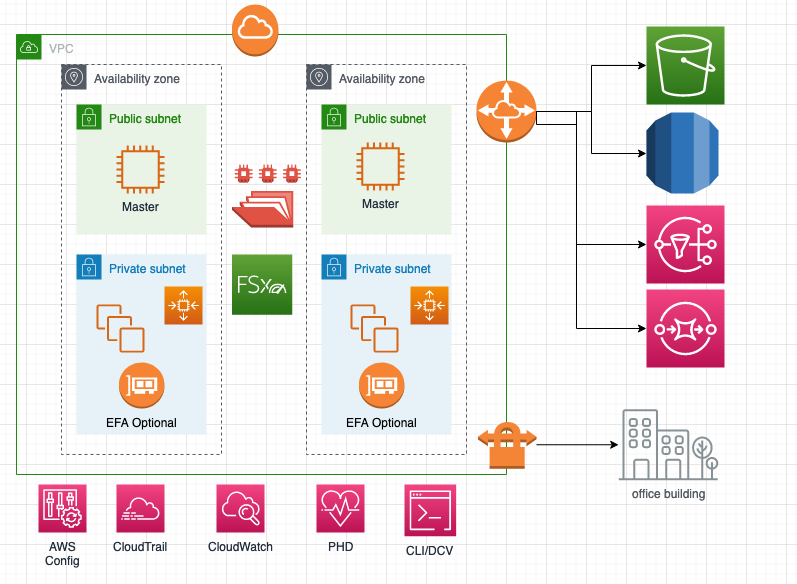 VPC
Availability zone
Availability zone
Public subnet
Public subnet
Master
Master
Private subnet
Private subnet
FSx
EFA Optional
EFA Optional
office building
AWS
Config
CloudTrail
CloudWatch
PHD
CLI/DCV